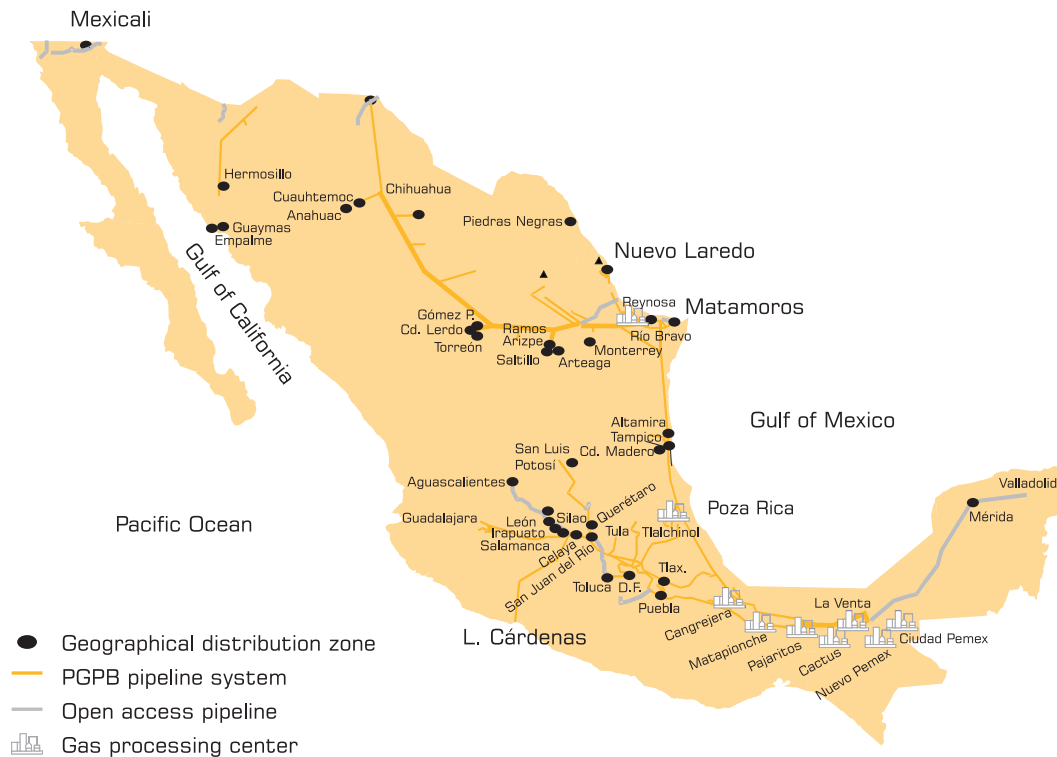 Mexicali
Hermosillo
Cuauhtemoc
Chihuahua
Anahuac
Guaymas
Empalme
Piedras Negras
Nuevo Laredo
Gulf of California
Reynosa
Matamoros
Gómez P.
Cd. Lerdo
Torreón
Ramos
Arizpe
Saltillo
Arteaga
Monterrey
Río Bravo
Altamira
Tampico
Cd. Madero
Gulf of Mexico
San Luis
Potosí
Aguascalientes
Valladolid
Mérida
Pacific Ocean
Guadalajara
León
Silao
Irapuato
Salamanca
Celaya
San Juan del Rio
Querétaro
Tula
Tlalchinol
Poza Rica
Toluca
D.F.
Tlax.
Puebla
L. Cárdenas
Cangrejera
Matapionche
Pajaritos
La Venta
Cactus
Nuevo Pemex
Ciudad Pemex
Geographical distribution zone
PGPB pipeline system
Open access pipeline
Gas processing center